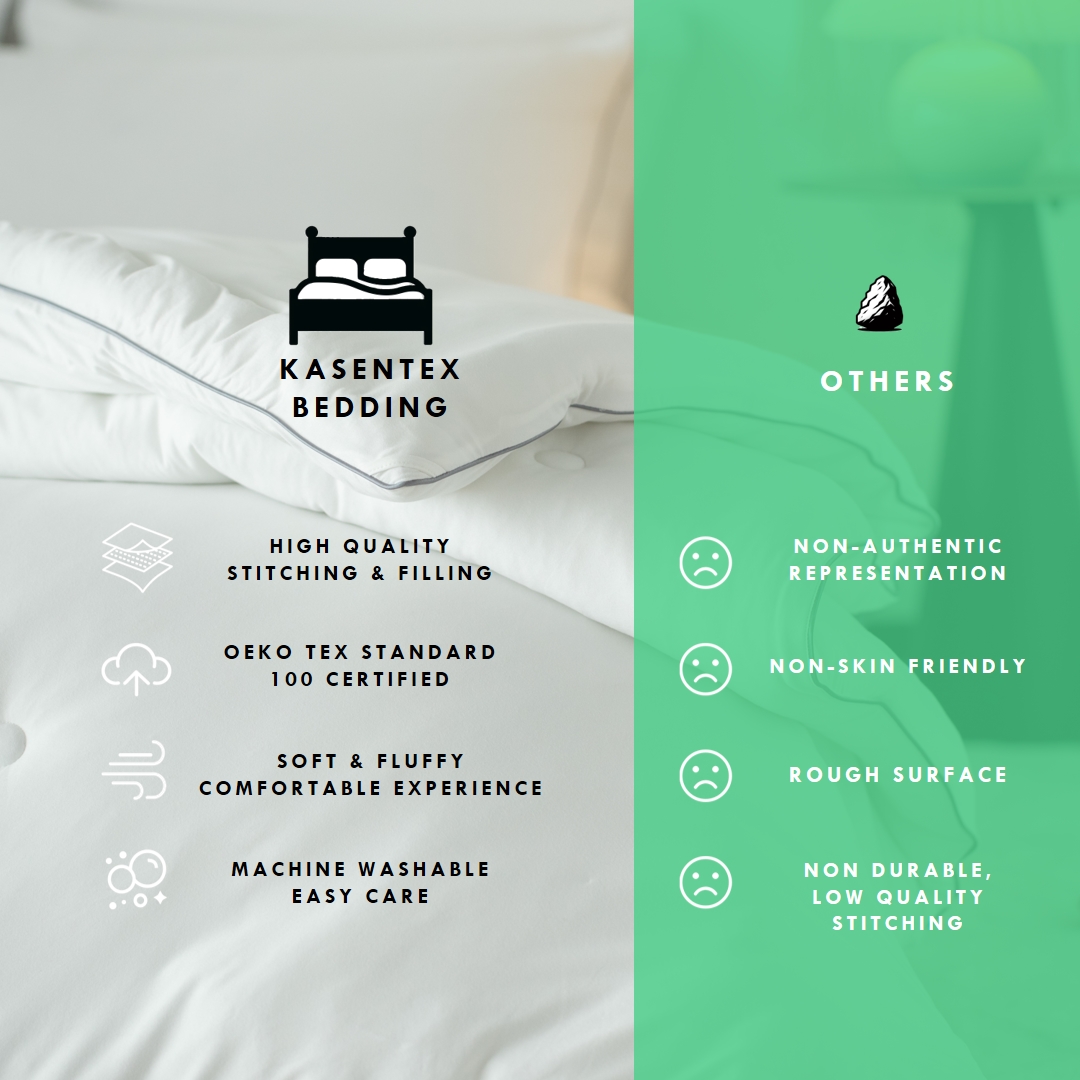 KASENTEX
BEDDING
HIGH QUALITY
STITCHING & FILLING
OEKO TEX STANDARD
100 CERTIFIED
SOFT & FLUFFY
COMFORTABLE EXPERIENCE
MACHINE WASHABLE
EASY CARE
OTHERS
NON-AUTHENTIC
REPRESENTATION
NON-SKIN FRIENDLY
ROUGH SURFACE
NON DURABLE,
LOW QUALITY
STITCHING